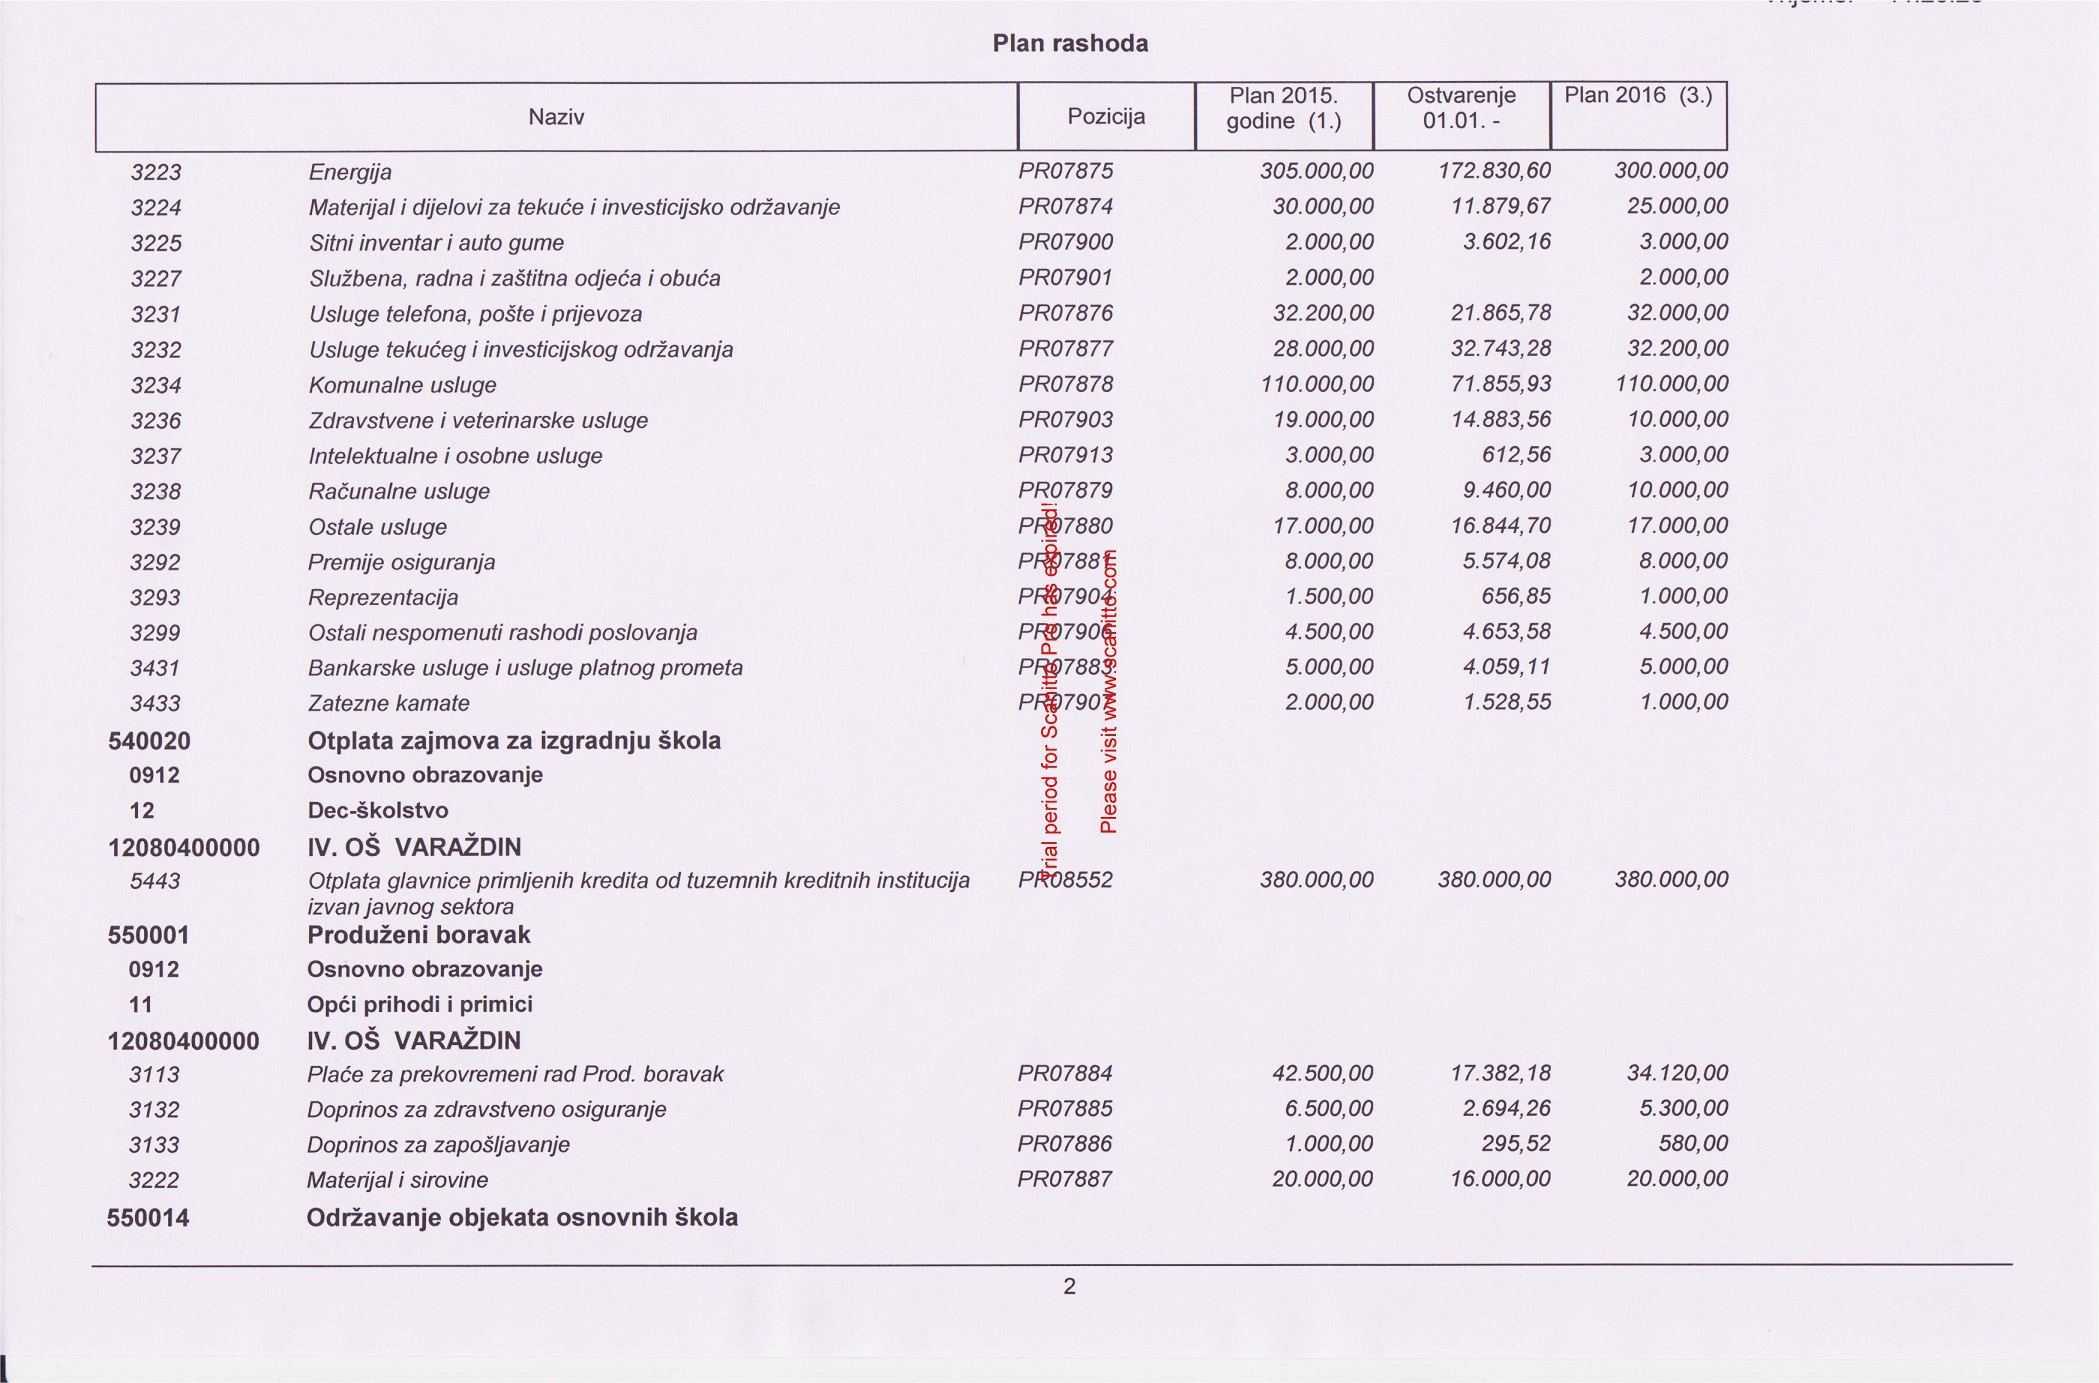 Plan rashoda
Naziv Pozicija Plan 2015. godine (1.) Ostvarenje 01.01. - Plan 2016 (3.)
3223 Energija PR07875 305.000,00 172.830,60 300.000,00
3224 Materijal i dijelovi za tekuće i investicijsko održavanje PR07874 30.000,00 11.879,67 25.000,00
3225 Sitni inventar i auto gume PR07900 2.000,00 3.602,16 3.000,00
3227 Službena, radna i zaštitna odjeća i obuća PR07901 2.000,00 2.000,00
3231 Usluge telefona, pošte i prijevoza PR07876 32.200,00 21.865,78 32.000,00
3232 Usluge tekućeg i investicijskog održavanja PR07877 28.000,00 32.743,28 32.200,00
3234 Komunalne usluge PR07878 110.000,00 71.855,93 110.000,00
3236 Zdravstvene i veterinarske usluge PR07903 19.000,00 14.883,56 10.000,00
3237 Intelektualne i osobne usluge PR07913 3.000,00 612,56 3.000,00
3238 Računalne usluge PR07879 8.000,00 9.460,00 10.000,00
3239 Ostale usluge PR07880 17.000,00 16.844,70 17.000,00
3292 Premije osiguranja PR07881 8.000,00 5.574,08 8.000,00
3293 Reprezentacija PR07904 1.500,00 656,85 1.000,00
3299 Ostali nespomenuti rashodi poslovanja PR07906 4.500,00 4.653,58 4.500,00
3431 Bankarske usluge i usluge platnog prometa PR07883 5.000,00 4.059,11 5.000,00
3433 Zatezne kamate PR07907 2.000,00 1.528,55 1.000,00
540020 Otplata zajmova za izgradnju škola
0912 Osnovno obrazovanje
12 Dec-školstvo
12080400000 IV. OŠ VARAŽDIN
5443 Otplata glavnice primljenih kredita od tuzemnih kreditnih institucija PR08552 380.000,00 380.000,00 380.000,00
izvan javnog sektora
550001 Produženi boravak
0912 Osnovno obrazovanje
11 Opći prihodi i primici
12080400000 IV. OŠ VARAŽDIN
3113 Plaće za prekovremeni rad Prod. boravak PR07884 42.500,00 17.382,18 34.120,00
3132 Doprinos za zdravstveno osiguranje PR07885 6.500,00 2.694,26 5.300,00
3133 Doprinos za zapošljavanje PR07886 1.000,00 295,52 580,00
3222 Materijal i sirovine PR07887 20.000,00 16.000,00 20.000,00
550014 Održavanje objekata osnovnih škola
2
Trial period for Scanitto Pro has expired!
Please visit www.scanitto.com